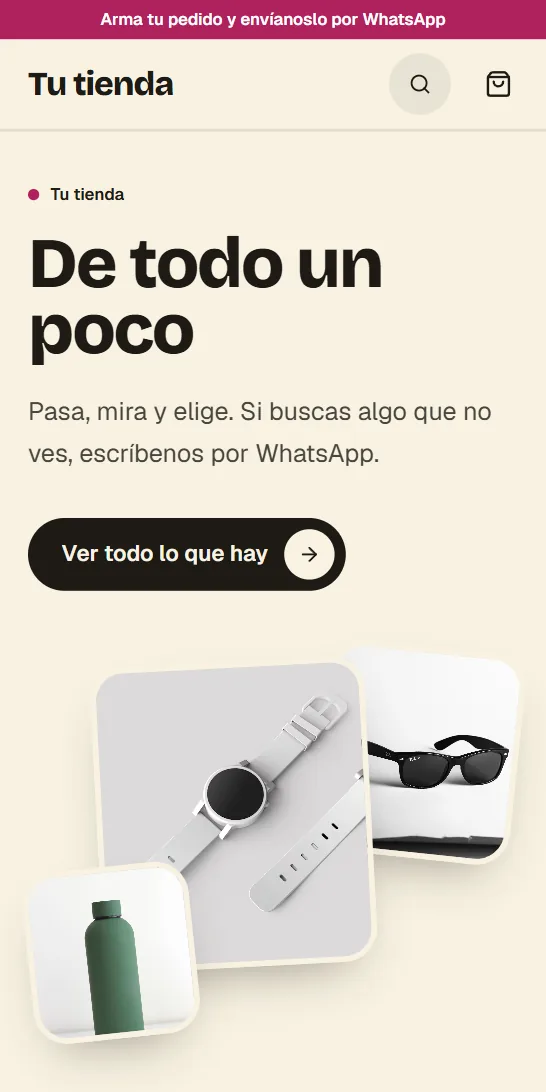 Arma tu pedido y envíanoslo por WhatsApp
Tu tienda
Tu tienda
De todo un
poco
Pasa, mira y elige. Si buscas algo que no
ves, escríbenos por WhatsApp.
Ver todo lo que hay